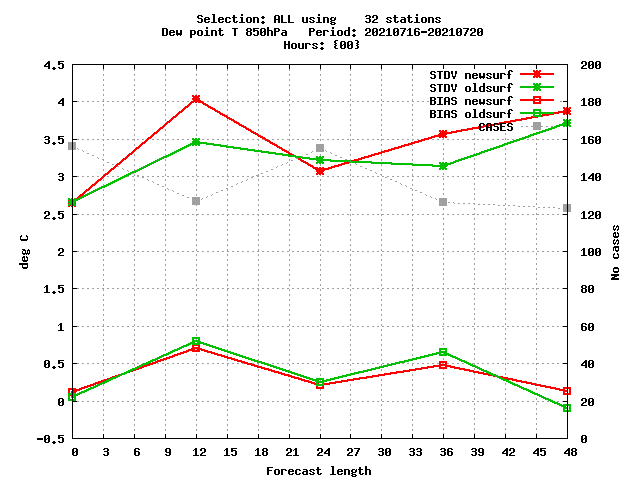 Selection: ALL using    32 stations
Dew point T 850hPa   Period: 20210716-20210720
Hours: {00}
STDV newsurf
STDV oldsurf
BIAS newsurf
BIAS oldsurf
CASES
4.5
4
3.5
3
2.5
2
1.5
1
0.5
0
-0.5
deg C
200
180
160
140
120
100
80
60
40
20
0
No cases
0 3 6 9 12 15 18 21 24 27 30 33 36 39 42 45 48
Forecast length